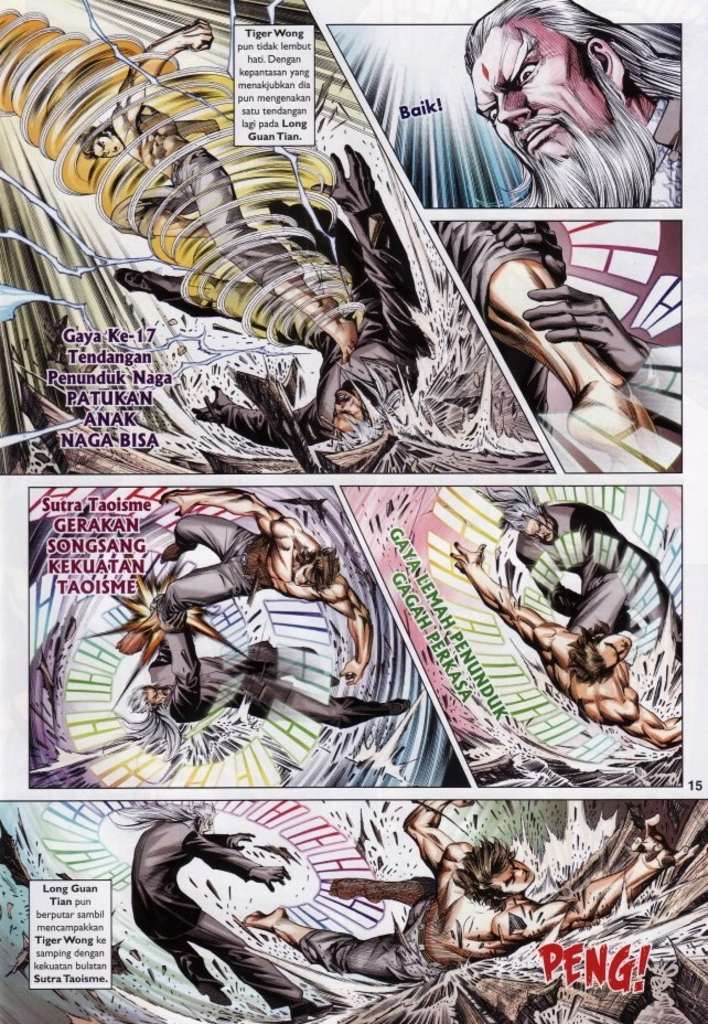 Tiger Wong
pun tidak lembut
hati. Dengan
kepantasan yang
menakjubkan dia
pun mengenakan
satu tendangan
lagi pada Long
Guan Tian.
Baik!
Gaya Ke-17
Tendangan
Penunduk Naga
PATUKAN
ANAK
NAGA BISA
Sutra Taoisme
GERAKAN
SONGSANG
KEKUATAN
TAOISME
GAYA LEMAH PENUNDUK
GAGAH PERKASA
15
Long Guan
Tian pun
berputar sambil
mencampakkan
Tiger Wong ke
samping dengan
kekuatan bulatan
Sutra Taoisme.
PENG!